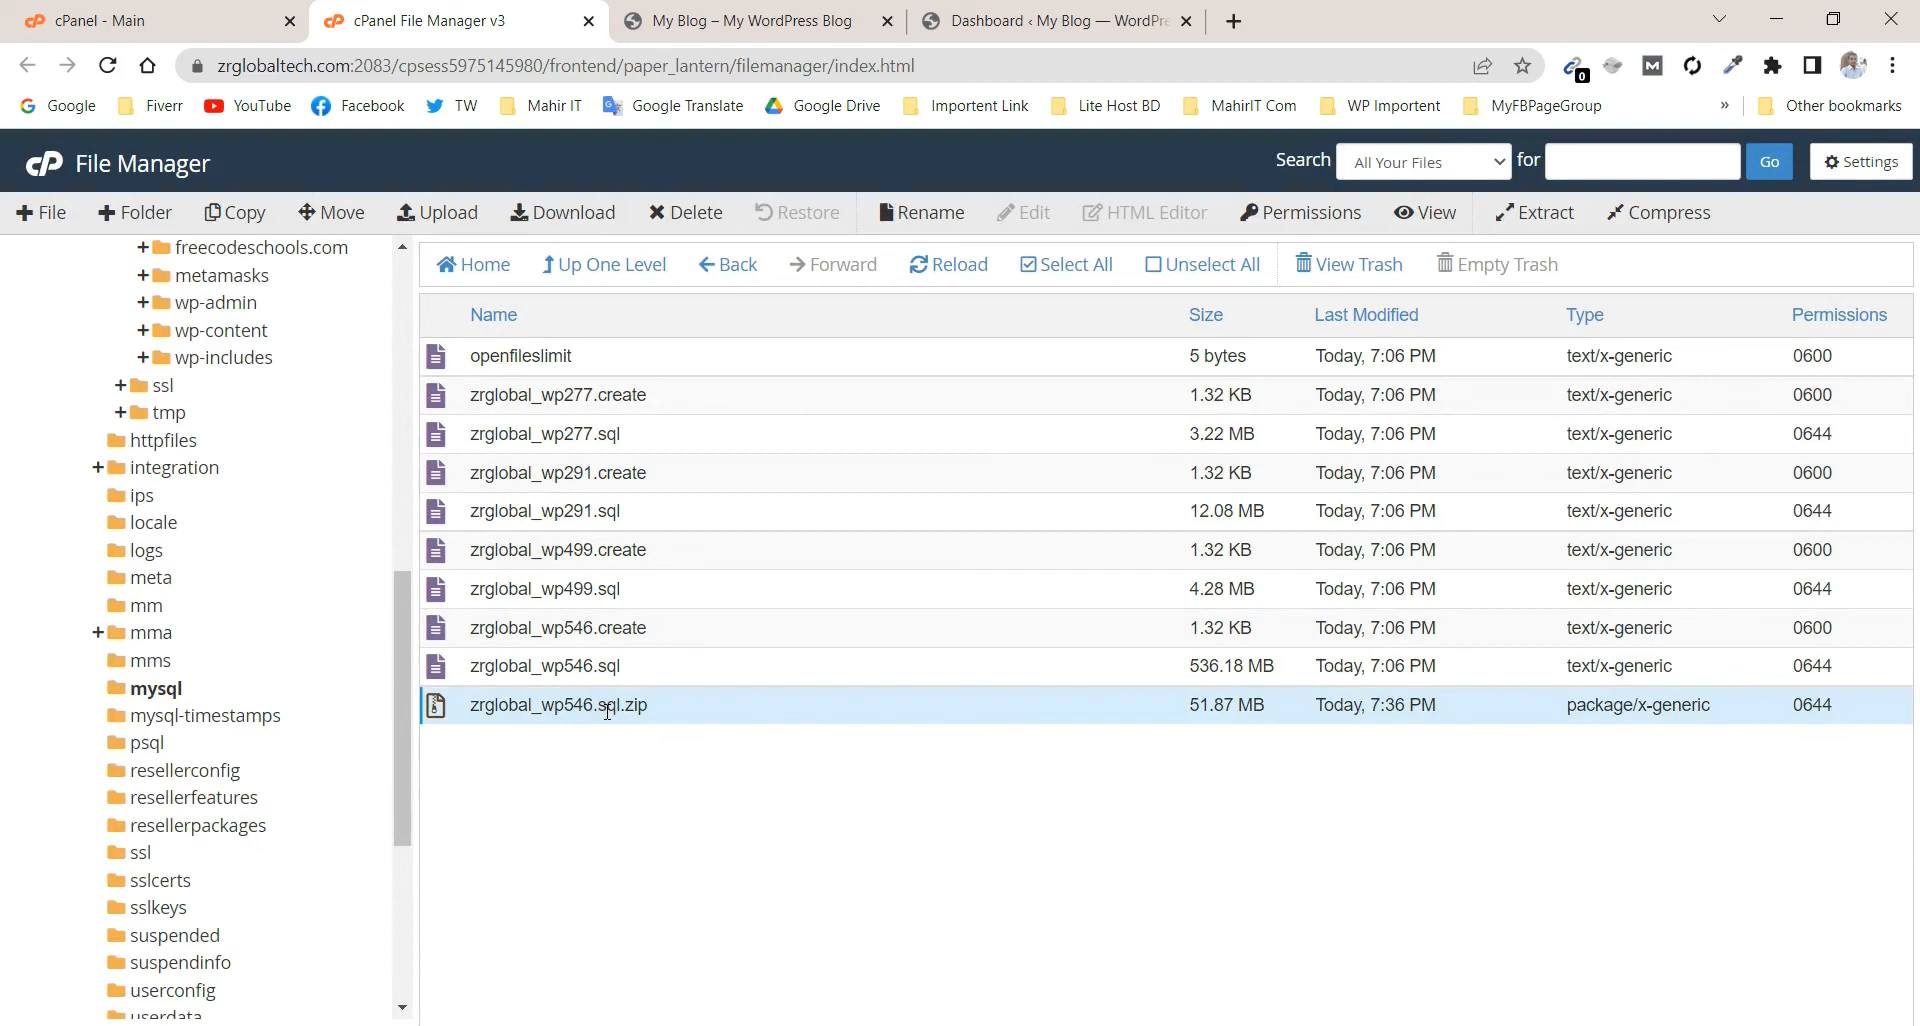 cPanel - Main
cPanel File Manager v3
My Blog – My WordPress Blog
Dashboard ‹ My Blog — WordPre
zrglobaltech.com:2083/cpsess5975145980/frontend/paper_lantern/filemanager/index.html
0
M
Google
Fiverr
YouTube
Facebook
TW
Mahir IT
Google Translate
Google Drive
Importent Link
Lite Host BD
MahirIT Com
WP Importent
MyFBPageGroup
»
Other bookmarks
cP File Manager
Search All Your Files for Go Settings
File Folder Copy Move Upload Download Delete Restore Rename Edit HTML Editor Permissions View Extract Compress
freecodeschools.com
metamasks
wp-admin
wp-content
wp-includes
ssl
tmp
httpfiles
integration
ips
locale
logs
meta
mm
mma
mms
mysql
mysql-timestamps
psql
resellerconfig
resellerfeatures
resellerpackages
ssl
sslcerts
sslkeys
suspended
suspendinfo
userconfig
userdata
Home Up One Level Back Forward Reload Select All Unselect All View Trash Empty Trash
Name Size Last Modified Type Permissions
openfileslimit 5 bytes Today, 7:06 PM text/x-generic 0600
zrglobal_wp277.create 1.32 KB Today, 7:06 PM text/x-generic 0600
zrglobal_wp277.sql 3.22 MB Today, 7:06 PM text/x-generic 0644
zrglobal_wp291.create 1.32 KB Today, 7:06 PM text/x-generic 0600
zrglobal_wp291.sql 12.08 MB Today, 7:06 PM text/x-generic 0644
zrglobal_wp499.create 1.32 KB Today, 7:06 PM text/x-generic 0600
zrglobal_wp499.sql 4.28 MB Today, 7:06 PM text/x-generic 0644
zrglobal_wp546.create 1.32 KB Today, 7:06 PM text/x-generic 0600
zrglobal_wp546.sql 536.18 MB Today, 7:06 PM text/x-generic 0644
zrglobal_wp546.sql.zip 51.87 MB Today, 7:36 PM package/x-generic 0644